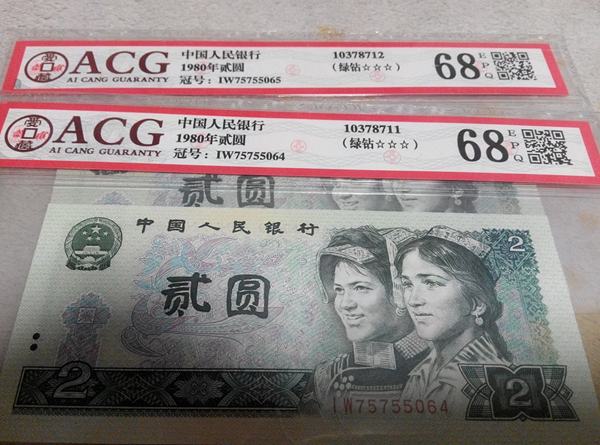 ACG
AI CANG GUARANTY
中国人民银行
1980年贰圆
冠号：IW75755065
10378712
（绿钻☆☆☆）
68
EPQ
ACG
AI CANG GUARANTY
中国人民银行
1980年贰圆
冠号：IW75755064
10378711
（绿钻☆☆☆）
68
EPQ
贰圆
中国人民银行
2
贰圆
2
2
IW75755064